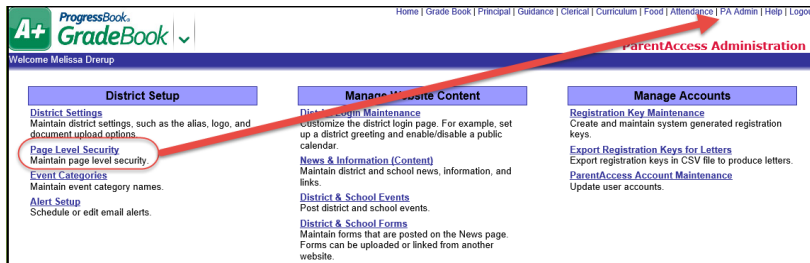 Home | Grade Book | Principal | Guidance | Clerical | Curriculum | Food | Attendance | PA Admin | Help | Logou
ProgressBook
A+ GradeBook
ParentAccess Administration
Welcome Melissa Drerup
District Setup
District Settings
Maintain district settings, such as the alias, logo, and
document upload options.
Page Level Security
Maintain page level security.
Event Categories
Maintain event category names.
Alert Setup
Schedule or edit email alerts.
Manage Website Content
District Login Maintenance
Customize the district login page. For example, set
up a district greeting and enable/disable a public
calendar.
News & Information (Content)
Maintain district and school news, information, and
links.
District & School Events
Post district and school events.
District & School Forms
Maintain forms that are posted on the News page.
Forms can be uploaded or linked from another
website.
Manage Accounts
Registration Key Maintenance
Create and maintain system generated registration
keys.
Export Registration Keys for Letters
Export registration keys in CSV file to produce letters.
ParentAccess Account Maintenance
Update user accounts.